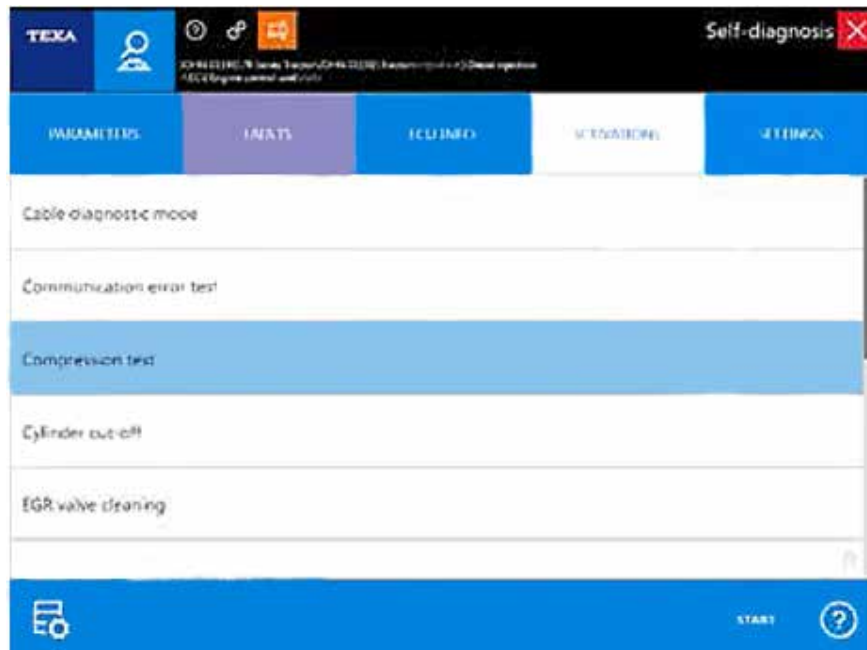 TEXA
Self-diagnosis
PARAMETERS
FAULTS
ECU INFO
ACTIVATIONS
SETTINGS
Cable diagnostic mode
Communication error test
Compression test
Cylinder cut-off
EGR valve cleaning
START